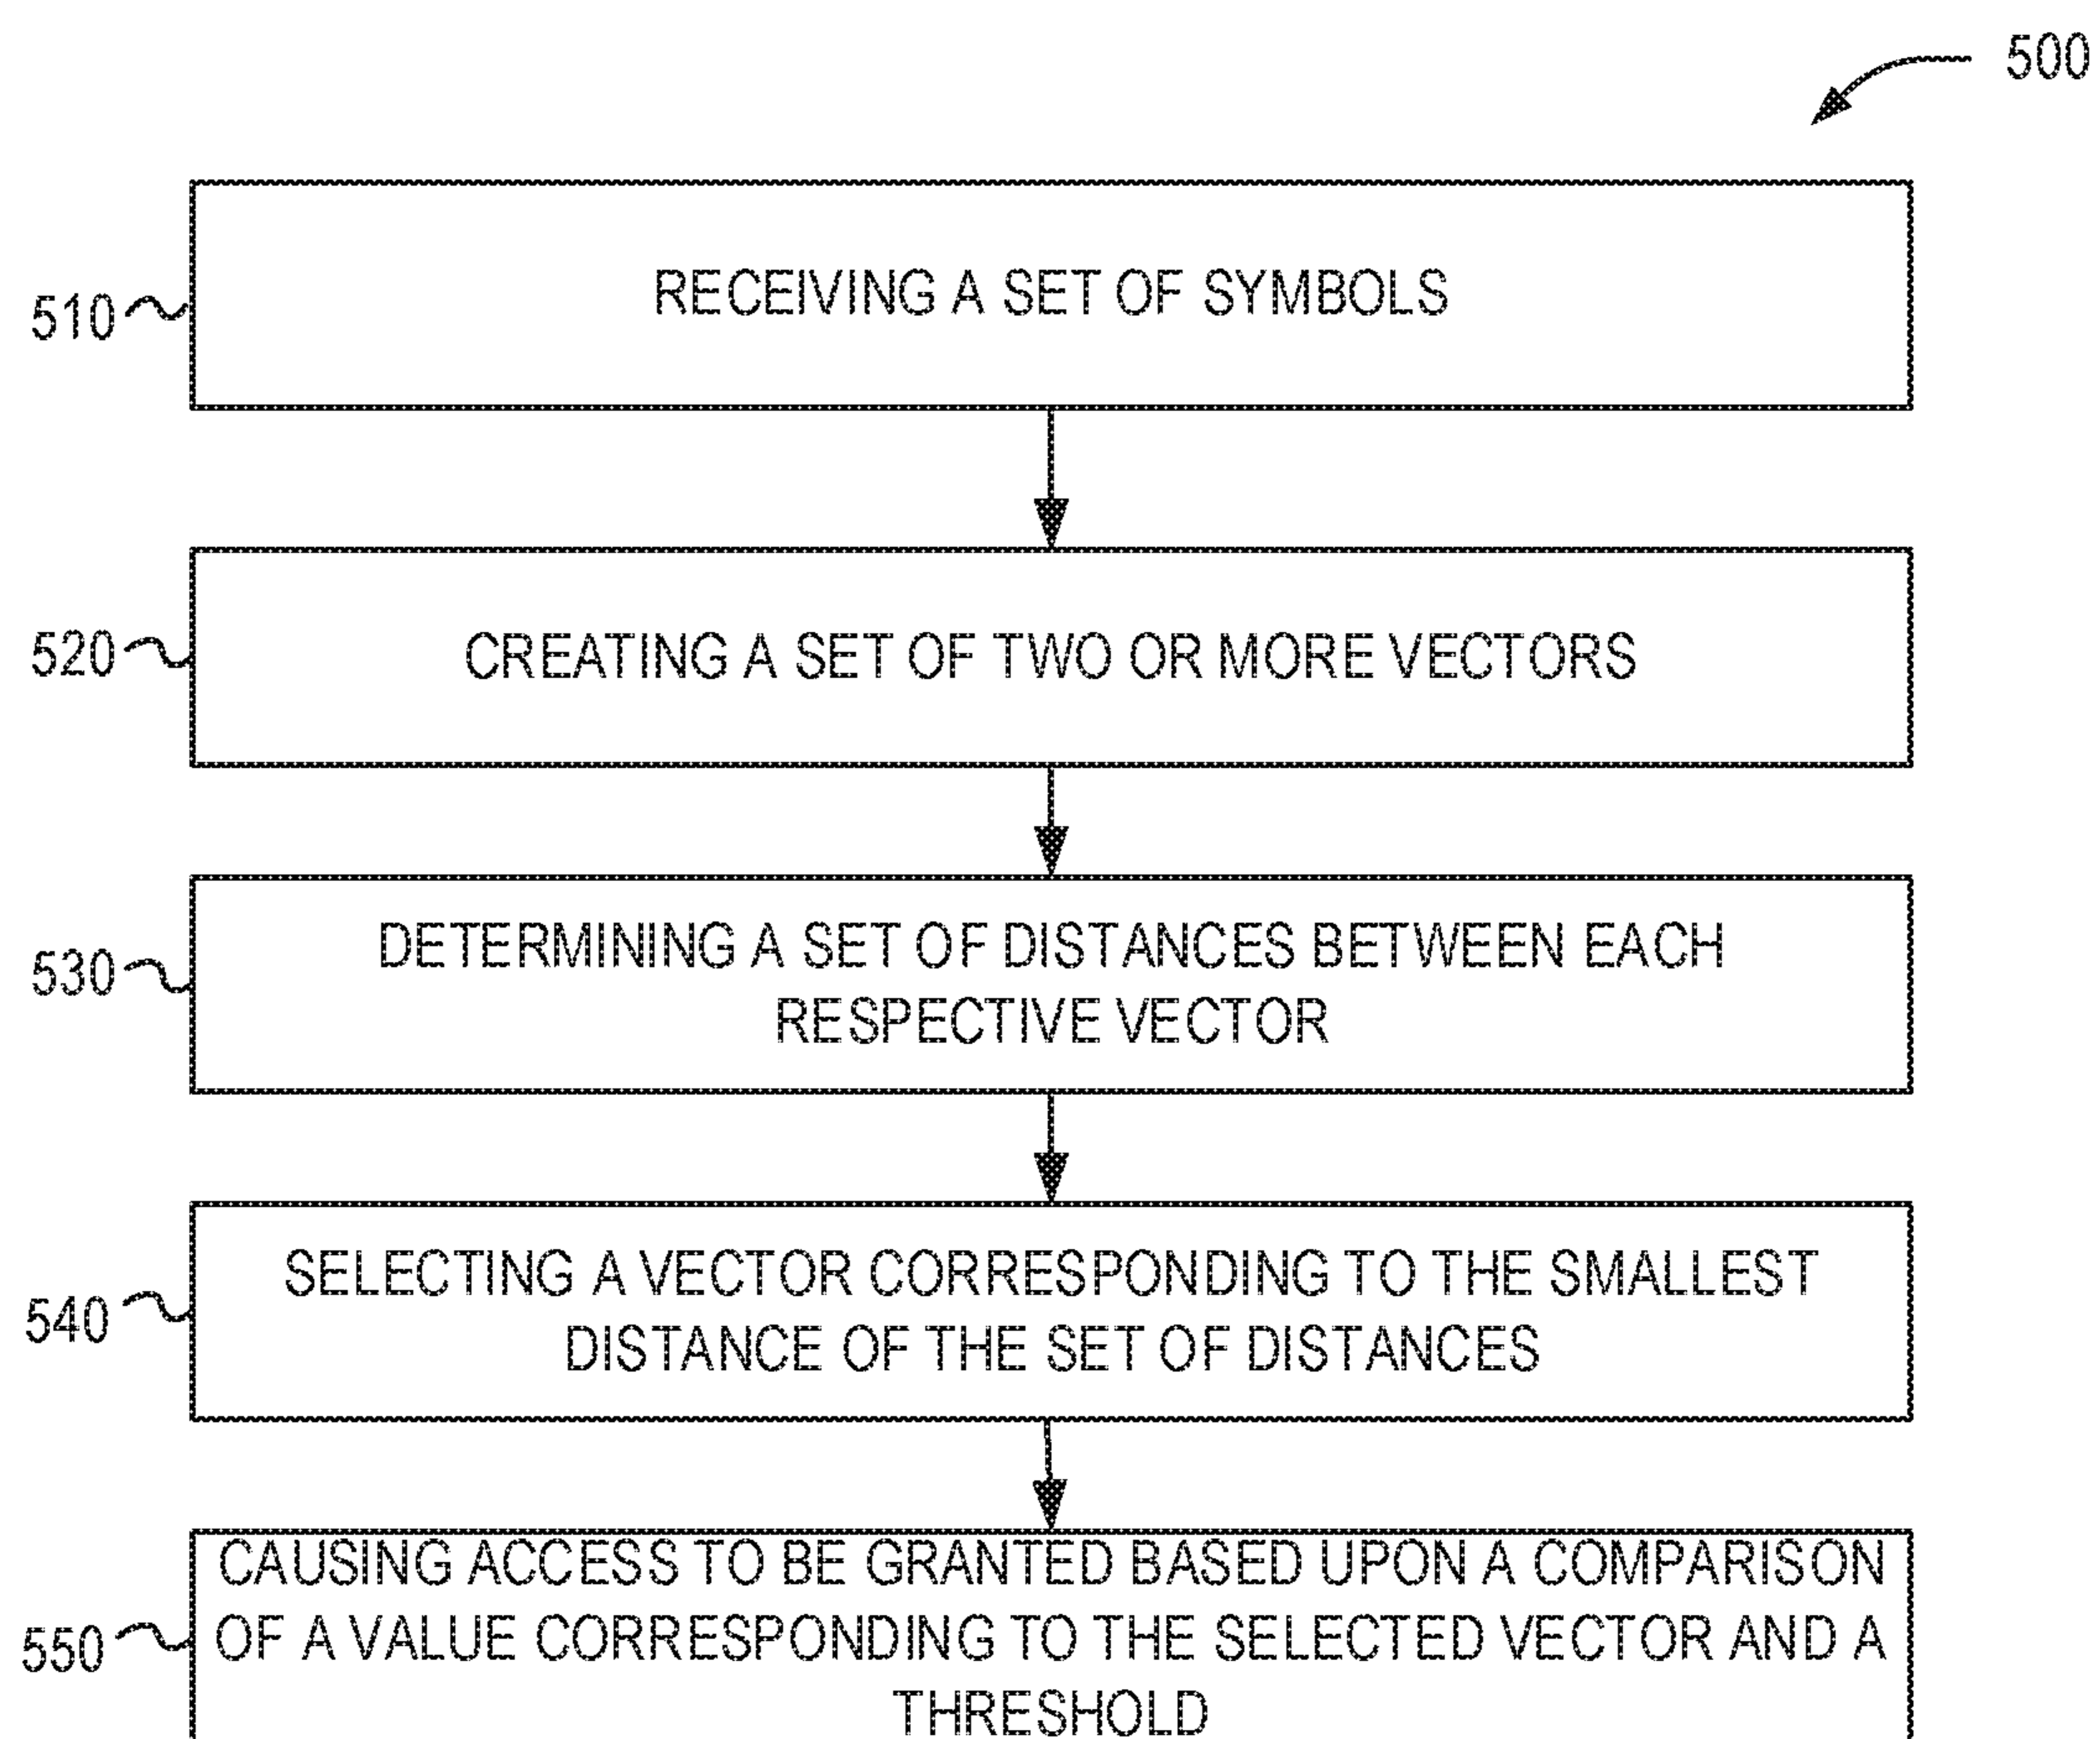 500
510
RECEIVING A SET OF SYMBOLS
520
CREATING A SET OF TWO OR MORE VECTORS
530
DETERMINING A SET OF DISTANCES BETWEEN EACH
RESPECTIVE VECTOR
540
SELECTING A VECTOR CORRESPONDING TO THE SMALLEST
DISTANCE OF THE SET OF DISTANCES
550
CAUSING ACCESS TO BE GRANTED BASED UPON A COMPARISON
OF A VALUE CORRESPONDING TO THE SELECTED VECTOR AND A
THRESHOLD